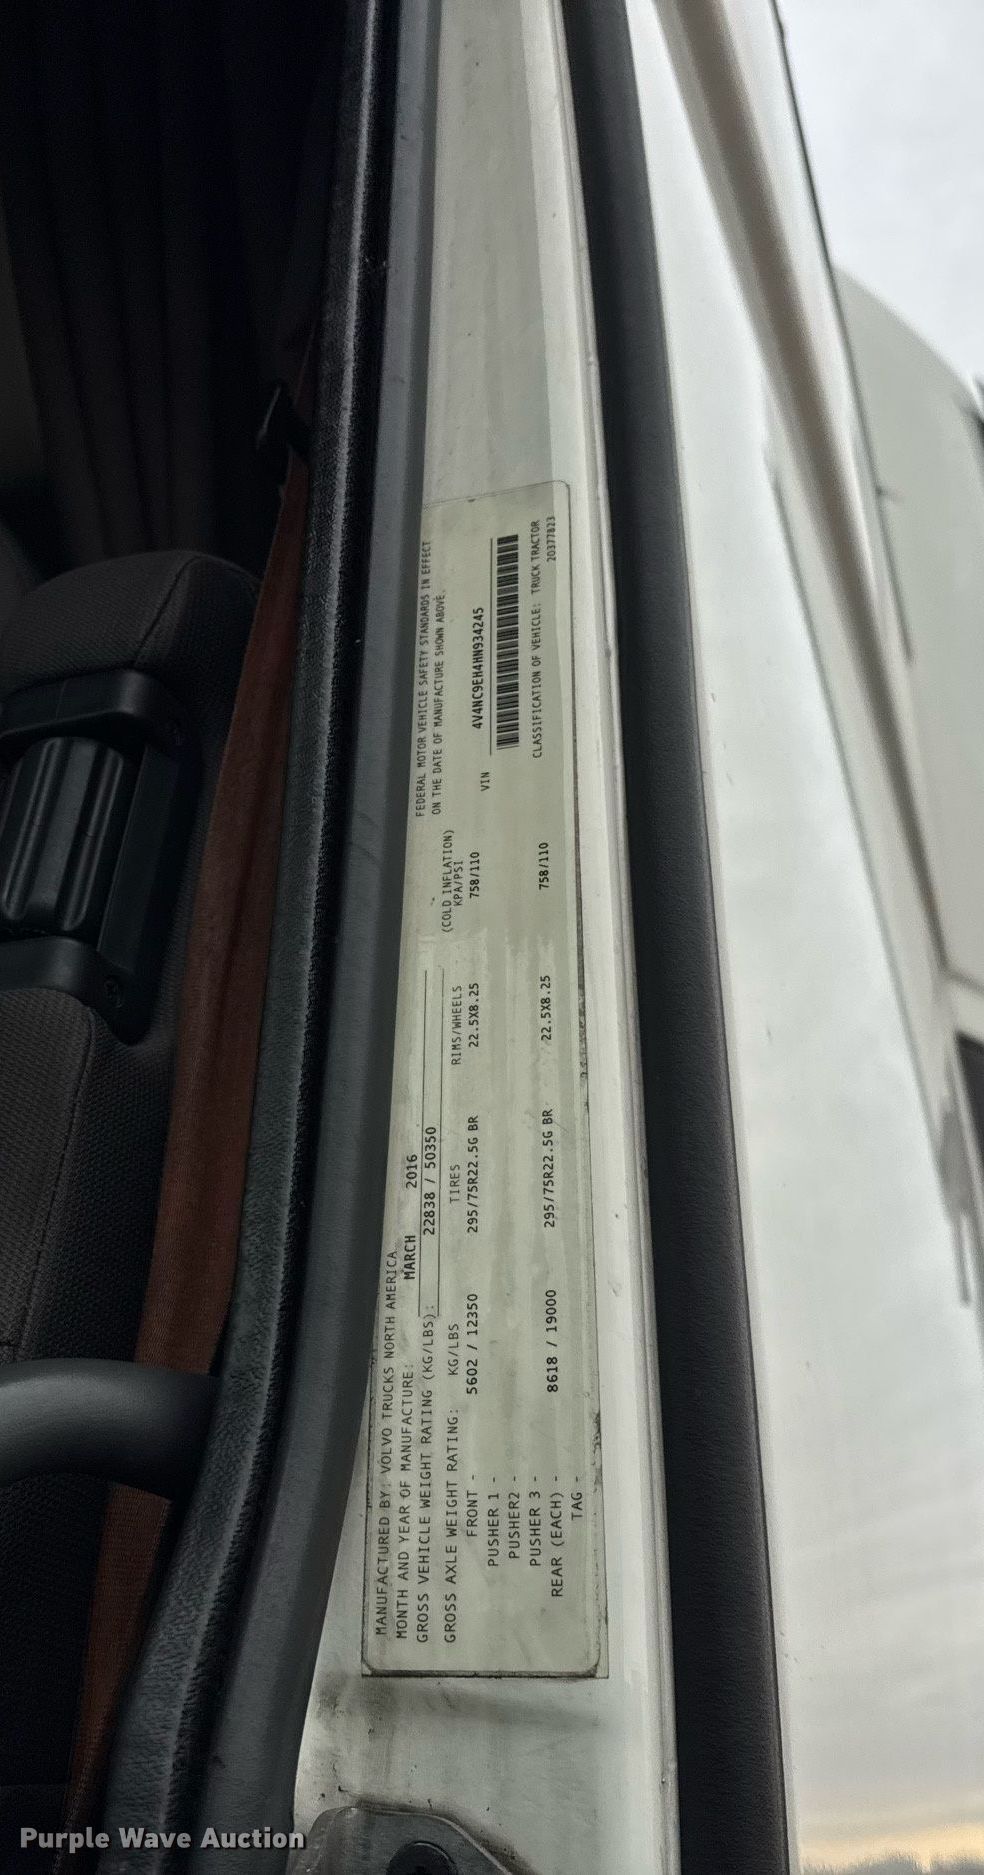 MANUFACTURED BY: VOLVO TRUCKS NORTH AMERICA
MONTH AND YEAR OF MANUFACTURE: MARCH 2016
GROSS VEHICLE WEIGHT RATING (KG/LBS): 22838 / 50350
GROSS AXLE WEIGHT RATING: KG/LBS TIRES RIMS/WHEELS (COLD INFLATION) KPA/PSI
FRONT - 5602 / 12350 295/75R22.5G BR 22.5X8.25 758/110
PUSHER 1 -
PUSHER2 -
PUSHER 3 -
REAR (EACH) - 8618 / 19000 295/75R22.5G BR 22.5X8.25 758/110
TAG -
FEDERAL MOTOR VEHICLE SAFETY STANDARDS IN EFFECT
ON THE DATE OF MANUFACTURE SHOWN ABOVE.
VIN 4V4NC9EH4HN934245
CLASSIFICATION OF VEHICLE: TRUCK TRACTOR
20377823
Purple Wave Auction